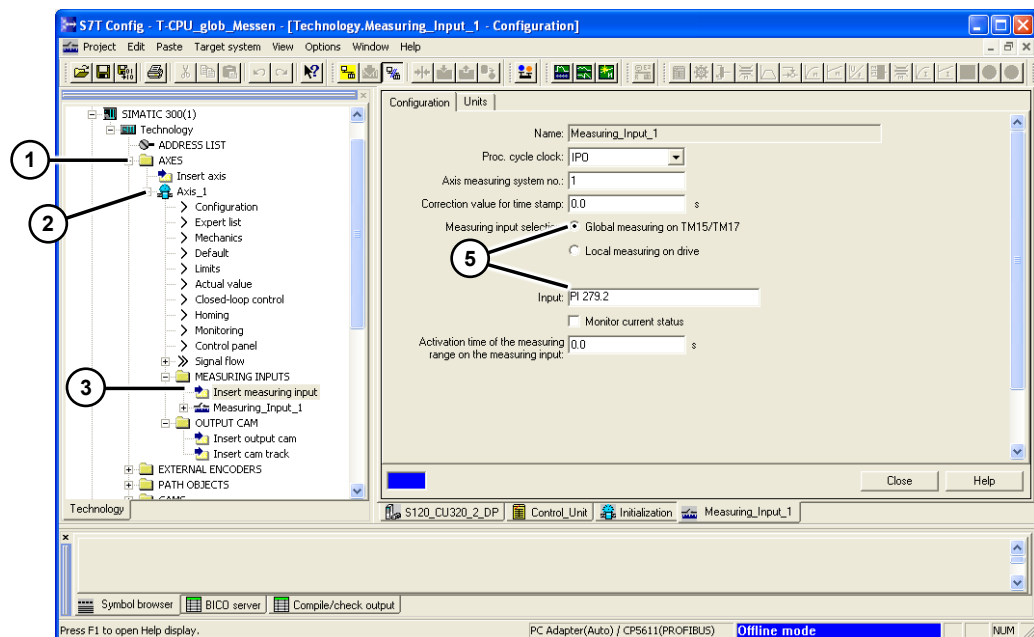 S7T Config - T-CPU_glob_Messen - [Technology.Measuring_Input_1 - Configuration]
Project Edit Paste Target system View Options Window Help
SIMATIC 300(1)
Technology
ADDRESS LIST
1
AXES
Insert axis
2
Axis_1
Configuration
Expert list
Mechanics
Default
Limits
Actual value
Closed-loop control
Homing
Monitoring
Control panel
Signal flow
MEASURING INPUTS
3
Insert measuring input
Measuring_Input_1
OUTPUT CAM
Insert output cam
Insert cam track
EXTERNAL ENCODERS
PATH OBJECTS
Technology
Configuration Units
Name: Measuring_Input_1
Proc. cycle clock: IPO
Axis measuring system no.: 1
Correction value for time stamp: 0.0 s
Measuring input selection Global measuring on TM15/TM17
5
Local measuring on drive
Input: PI 279.2
Monitor current status
Activation time of the measuring
range on the measuring input: 0.0 s
Close Help
S120_CU320_2_DP Control_Unit Initialization Measuring_Input_1
Symbol browser BICO server Compile/check output
Press F1 to open Help display. PC Adapter(Auto) / CP5611(PROFIBUS) Offline mode NUM